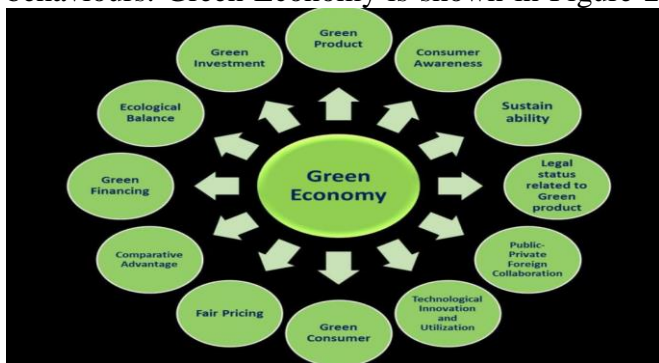 behaviours. Green Economy is shown in Figure
Green
Product
Consumer
Awareness
Sustain
ability
Legal
status
related to
Green
product
Public-
Private
Foreign
Collaboration
Technological
Innovation
and
Utilization
Green
Consumer
Fair Pricing
Comparative
Advantage
Green
Financing
Ecological
Balance
Green
Investment
Green
Economy